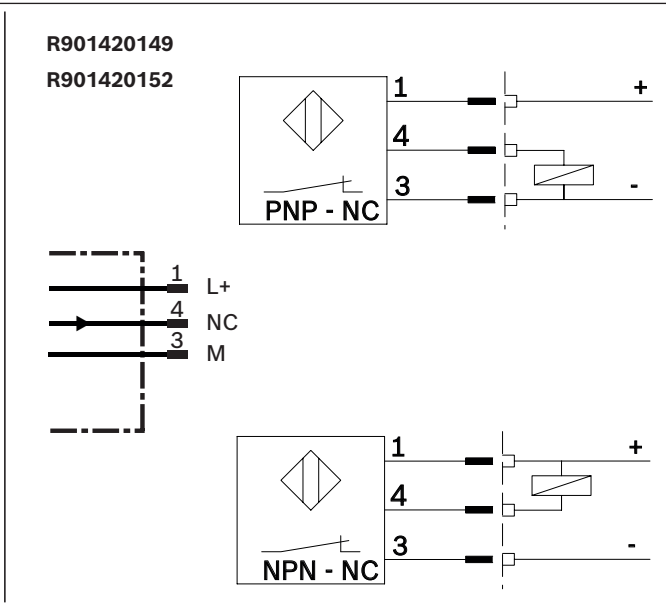 R901420149
R901420152
1
+
4
3
-
PNP - NC
1 L+
4 NC
3 M
1
+
4
3
-
NPN - NC